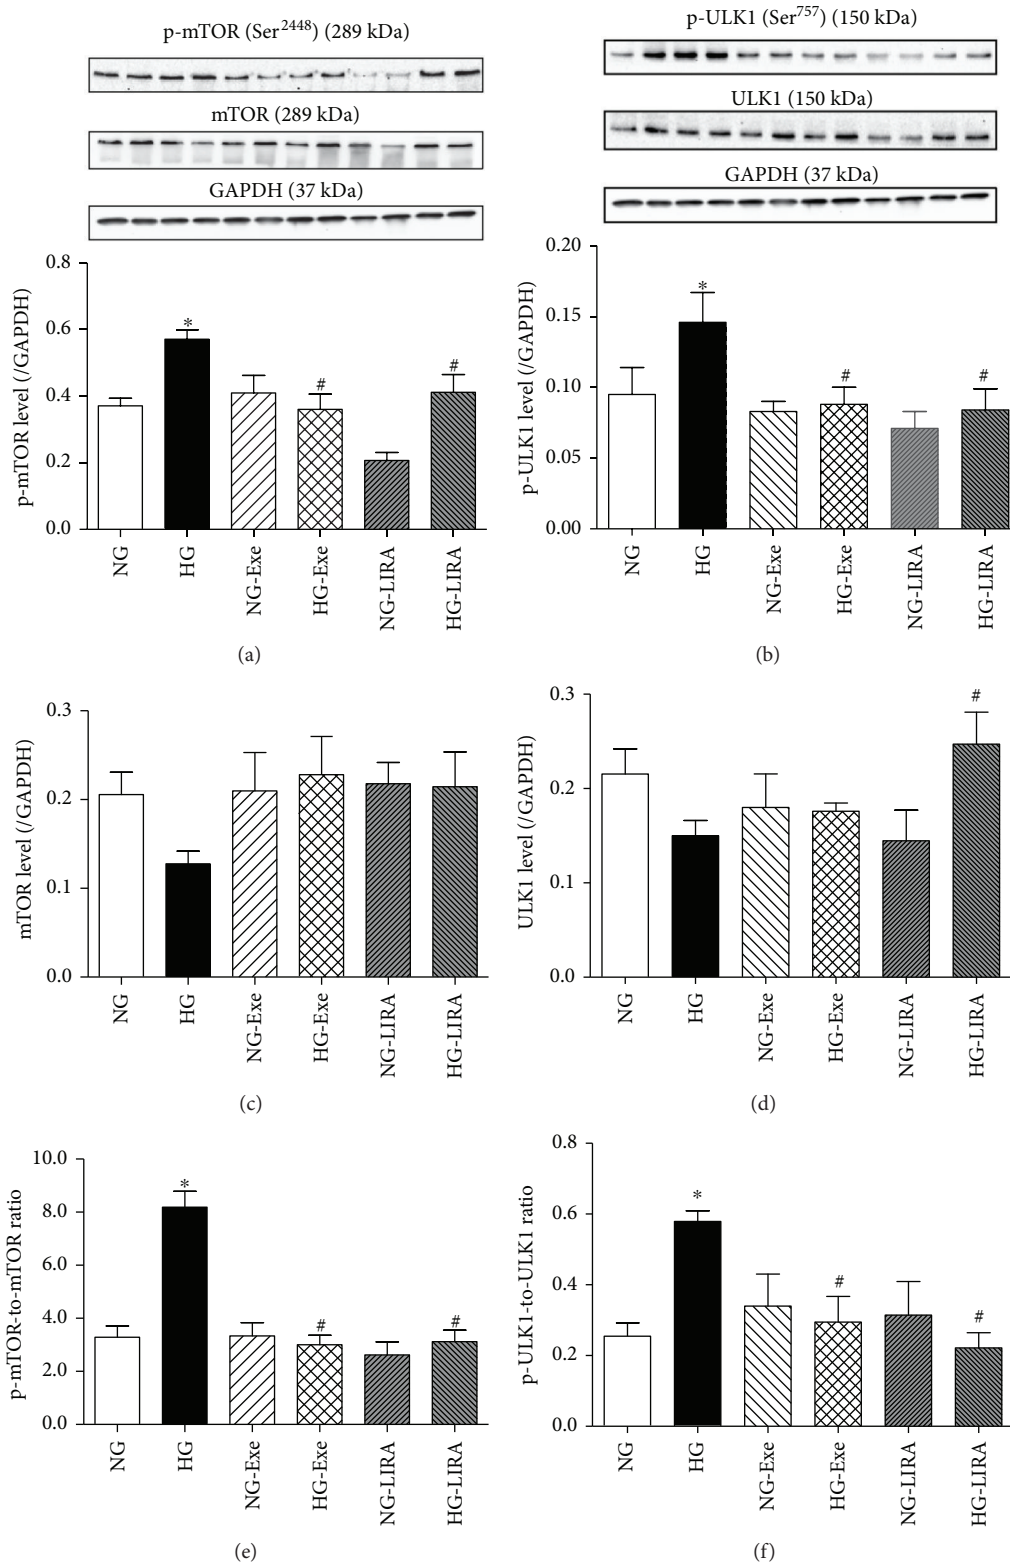 p-mTOR (Ser2448) (289 kDa)
mTOR (289 kDa)
GAPDH (37 kDa)
p-mTOR level (/GAPDH)
0.8
0.6
0.4
0.2
0.0
*
#
#
NG
HG
NG-Exe
HG-Exe
NG-LIRA
HG-LIRA
(a)
p-ULK1 (Ser757) (150 kDa)
ULK1 (150 kDa)
GAPDH (37 kDa)
p-ULK1 level (/GAPDH)
0.20
0.15
0.10
0.05
0.00
*
#
#
NG
HG
NG-Exe
HG-Exe
NG-LIRA
HG-LIRA
(b)
mTOR level (/GAPDH)
0.3
0.2
0.1
0.0
NG
HG
NG-Exe
HG-Exe
NG-LIRA
HG-LIRA
(c)
ULK1 level (/GAPDH)
0.3
0.2
0.1
0.0
#
NG
HG
NG-Exe
HG-Exe
NG-LIRA
HG-LIRA
(d)
p-mTOR-to-mTOR ratio
10.0
8.0
6.0
4.0
2.0
0.0
*
#
#
NG
HG
NG-Exe
HG-Exe
NG-LIRA
HG-LIRA
(e)
p-ULK1-to-ULK1 ratio
0.8
0.6
0.4
0.2
0.0
*
#
#
NG
HG
NG-Exe
HG-Exe
NG-LIRA
HG-LIRA
(f)